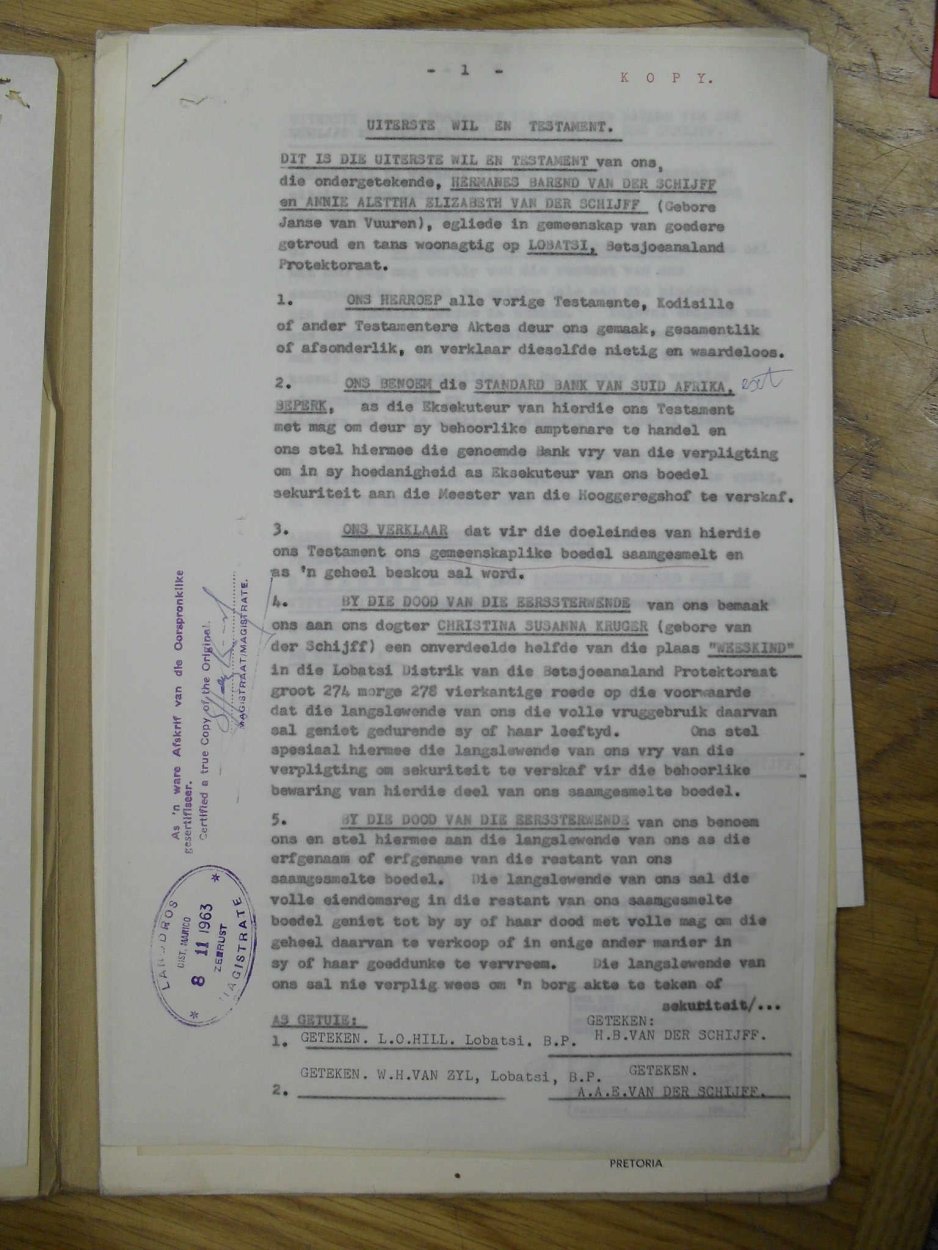 - 1 -
K O P Y.
UITERSTE WIL EN TESTAMENT.
DIT IS DIE UITERSTE WIL EN TESTAMENT van ons,
die ondergetekende, HERMANES BAREND VAN DER SCHIJFF
en ANNIE ALETTHA ELIZABETH VAN DER SCHIJFF (Gebore
Janse van Vuuren), egliede in gemeenskap van goedere
getroud en tans woonagtig op LOBATSI, Betsjoeanaland
Protektoraat.
1. ONS HERROEP alle vorige Testamente, Kodisille
of ander Testamentere Aktes deur ons gemaak, gesamentlik
of afsonderlik, en verklaar dieselfde nietig en waardeloos.
2. ONS BENOEM die STANDARD BANK VAN SUID AFRIKA,
BEPERK, as die Eksekuteur van hierdie ons Testament
met mag om deur sy behoorlike amptenare te handel en
ons stel hiermee die genoemde Bank vry van die verpligting
om in sy hoedanigheid as Eksekuteur van ons boedel
sekuriteit aan die Meester van die Hooggeregshof te verskaf.
3. ONS VERKLAAR dat vir die doeleindes van hierdie
ons Testament ons gemeenskaplike boedel saamgesmelt en
as 'n geheel beskou sal word.
4. BY DIE DOOD VAN DIE EERSSTERWENDE van ons bemaak
ons aan ons dogter CHRISTINA SUSANNA KRUGER (gebore van
der Schijff) een onverdeelde helfde van die plaas "WEESKIND"
in die Lobatsi Distrik van die Betsjoeanaland Protektoraat
groot 274 morge 278 vierkantige roede op die voorwaarde
dat die langslewende van ons die volle vruggebruik daarvan
sal geniet gedurende sy of haar leeftyd. Ons stel
spesiaal hiermee die langslewende van ons vry van die
verpligting om sekuriteit te verskaf vir die behoorlike
bewaring van hierdie deel van ons saamgesmelte boedel.
5. BY DIE DOOD VAN DIE EERSSTERWENDE van ons benoem
ons en stel hiermee aan die langslewende van ons as die
erfgenaam of erfgename van die restant van ons
saamgesmelte boedel. Die langslewende van ons sal die
volle eiendomsreg in die restant van ons saamgesmelte
boedel geniet tot by sy of haar dood met volle mag om die
geheel daarvan te verkoop of in enige ander manier in
sy of haar goeddunke te vervreem. Die langslewende van
ons sal nie verplig wees om 'n borg akte te teken of
sekuriteit/...
AS GETUIE:
GETEKEN:
1. GETEKEN. L.O.HILL. Lobatsi. B.P. H.B.VAN DER SCHIJFF.
GETEKEN. W.H.VAN ZYL, Lobatsi, B.P. GETEKEN.
2. A.A.E.VAN DER SCHIJFF.
As 'n ware Afskrif van die Oorspronklike
gesertifiseer.
Certified a true Copy of the Original.
MAGISTRAAT/MAGISTRATE.
LANDDROS
DIST. MARICO
8 11 1963
ZEERUST
MAGISTRATE
PRETORIA